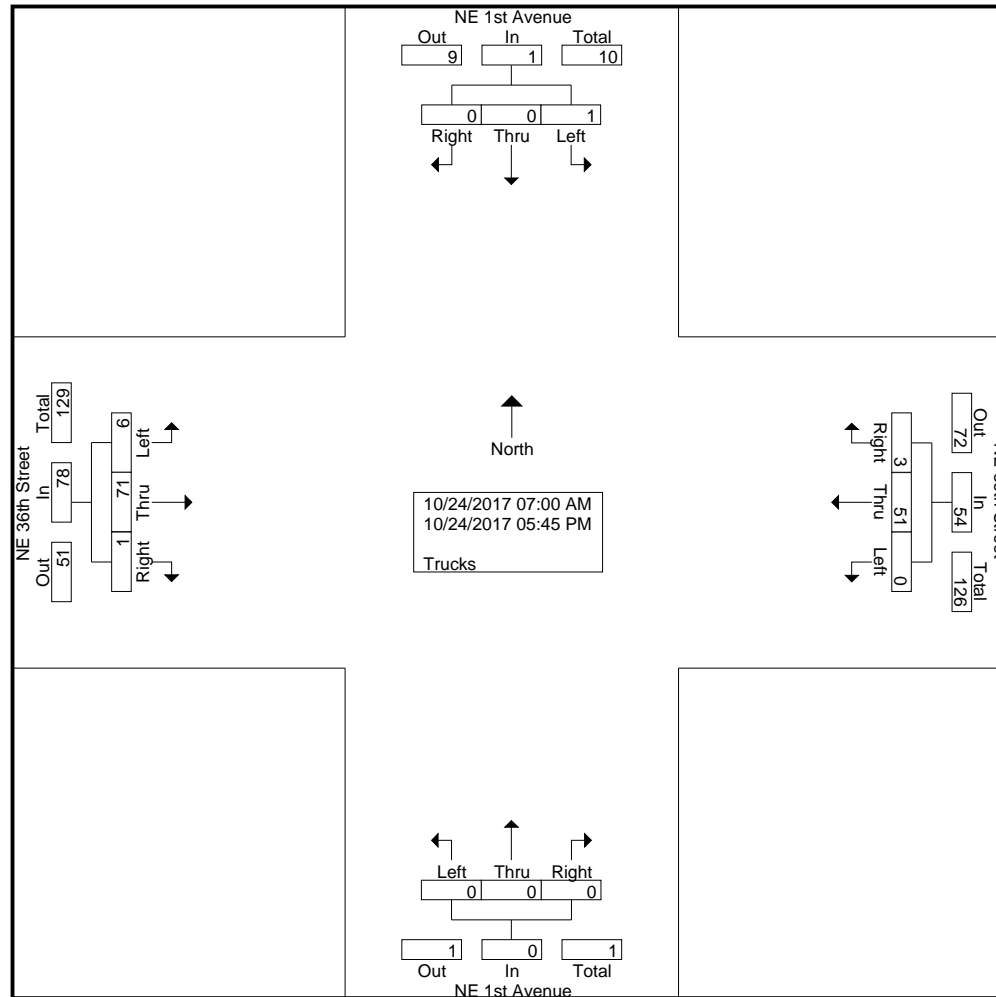 NE 1st Avenue
Out In Total
9 1 10
0 0 1
Right Thru Left
North
10/24/2017 07:00 AM
10/24/2017 05:45 PM
Trucks
NE 36th Street
Total In Out
129 78 51
6 71 1
Left Thru Right
Right Thru Left
3 51 0
72 54 126
Out In Total
Left Thru Right
0 0 0
1 0 1
Out In Total
NE 1st Avenue